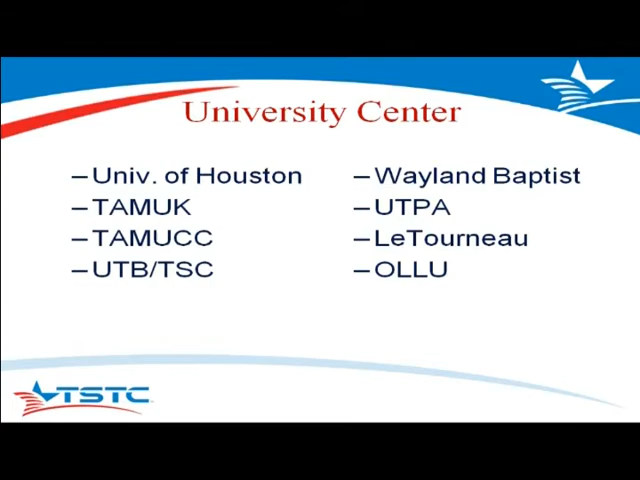 University Center
– Univ. of Houston
– TAMUK
– TAMUCC
– UTB/TSC
– Wayland Baptist
– UTPA
– LeTourneau
– OLLU
TSTC